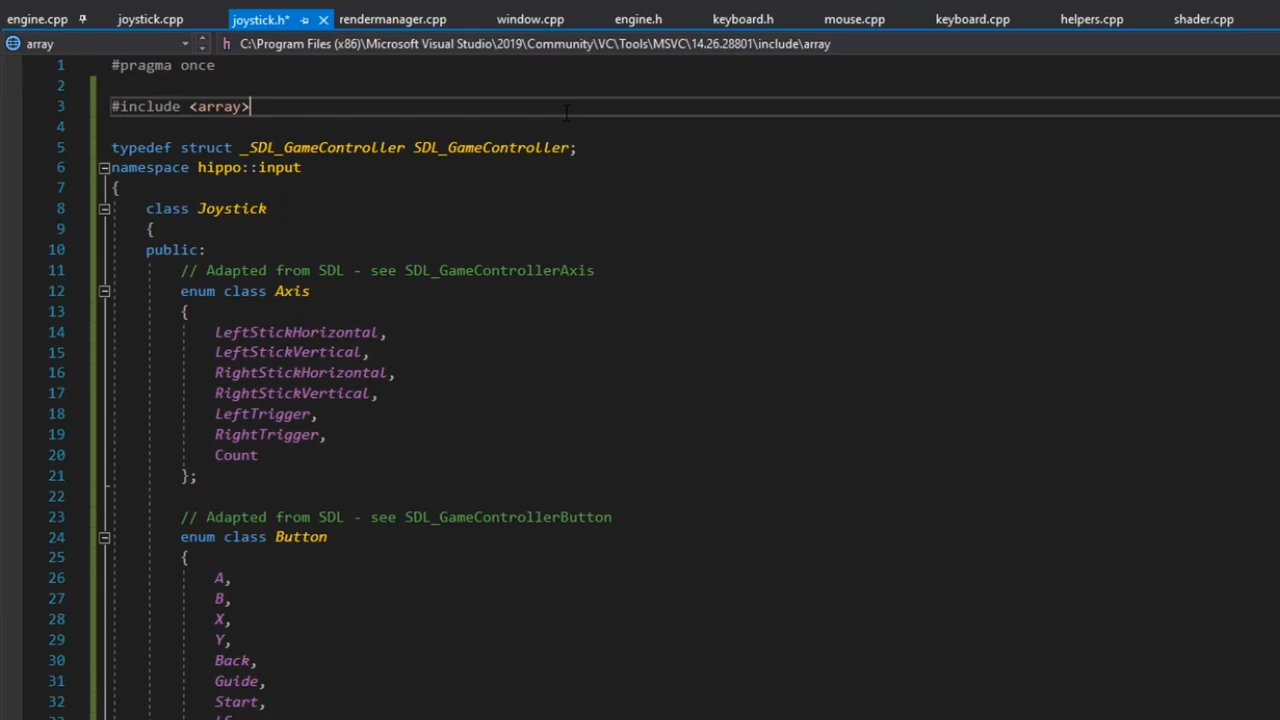 engine.cpp joystick.cpp joystick.h* rendermanager.cpp window.cpp engine.h keyboard.h mouse.cpp keyboard.cpp helpers.cpp shader.cpp
array C:\Program Files (x86)\Microsoft Visual Studio\2019\Community\VC\Tools\MSVC\14.26.28801\include\array
1 #pragma once
2
3 #include <array>
4
5 typedef struct _SDL_GameController SDL_GameController;
6 namespace hippo::input
7 {
8 class Joystick
9 {
10 public:
11 // Adapted from SDL - see SDL_GameControllerAxis
12 enum class Axis
13 {
14 LeftStickHorizontal,
15 LeftStickVertical,
16 RightStickHorizontal,
17 RightStickVertical,
18 LeftTrigger,
19 RightTrigger,
20 Count
21 };
22
23 // Adapted from SDL - see SDL_GameControllerButton
24 enum class Button
25 {
26 A,
27 B,
28 X,
29 Y,
30 Back,
31 Guide,
32 Start,